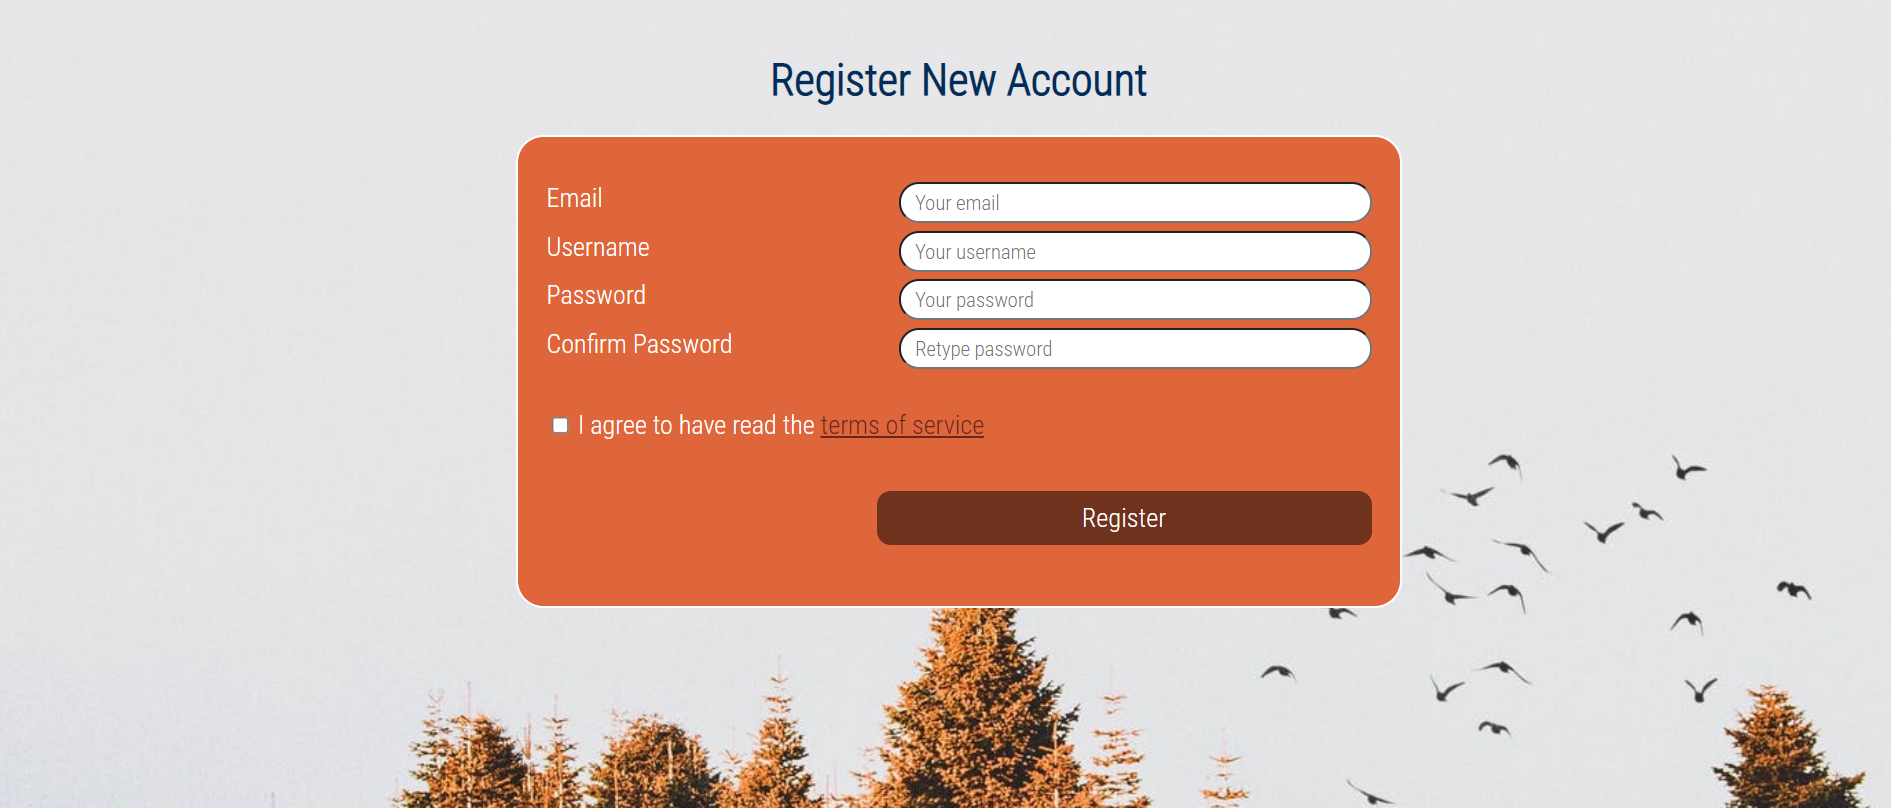 Register New Account
Email
Your email
Username
Your username
Password
Your password
Confirm Password
Retype password
I agree to have read the terms of service
Register